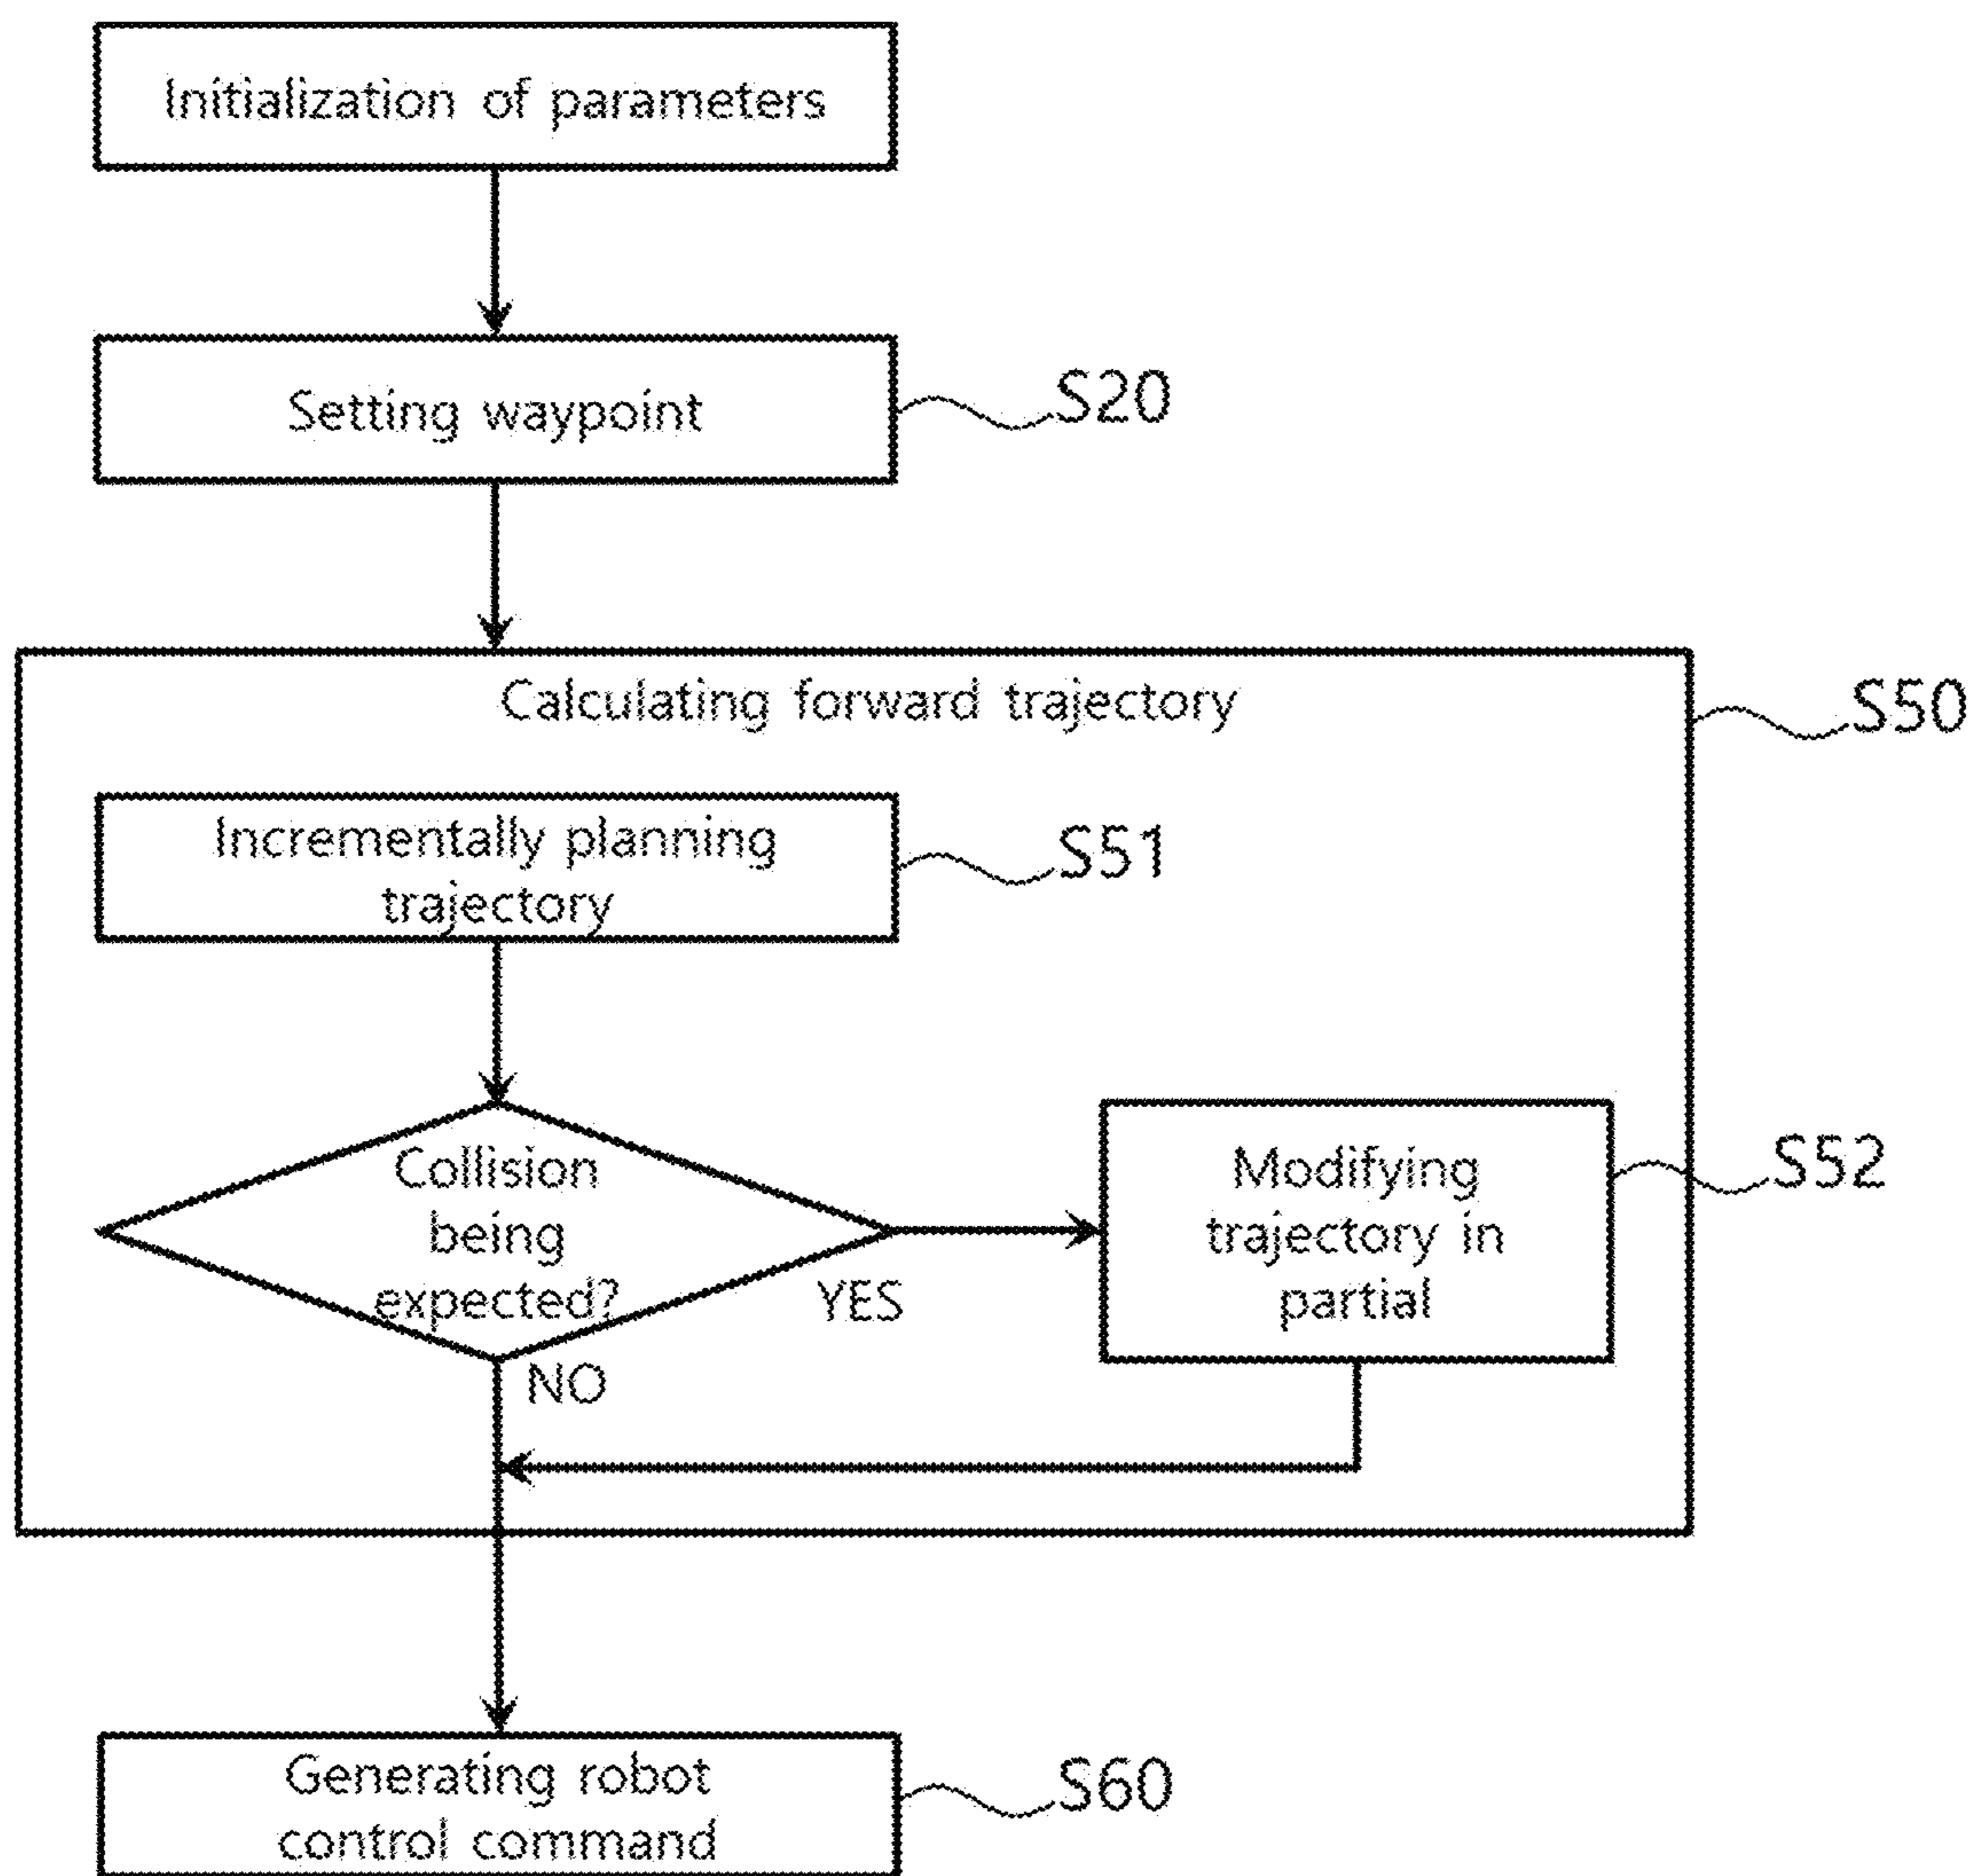 Initialization of parameters
Setting waypoint
S20
Calculating forward trajectory
S50
Incrementally planning
trajectory
S51
Collision
being
expected?
YES
NO
Modifying
trajectory in
partial
S52
Generating robot
control command
S60